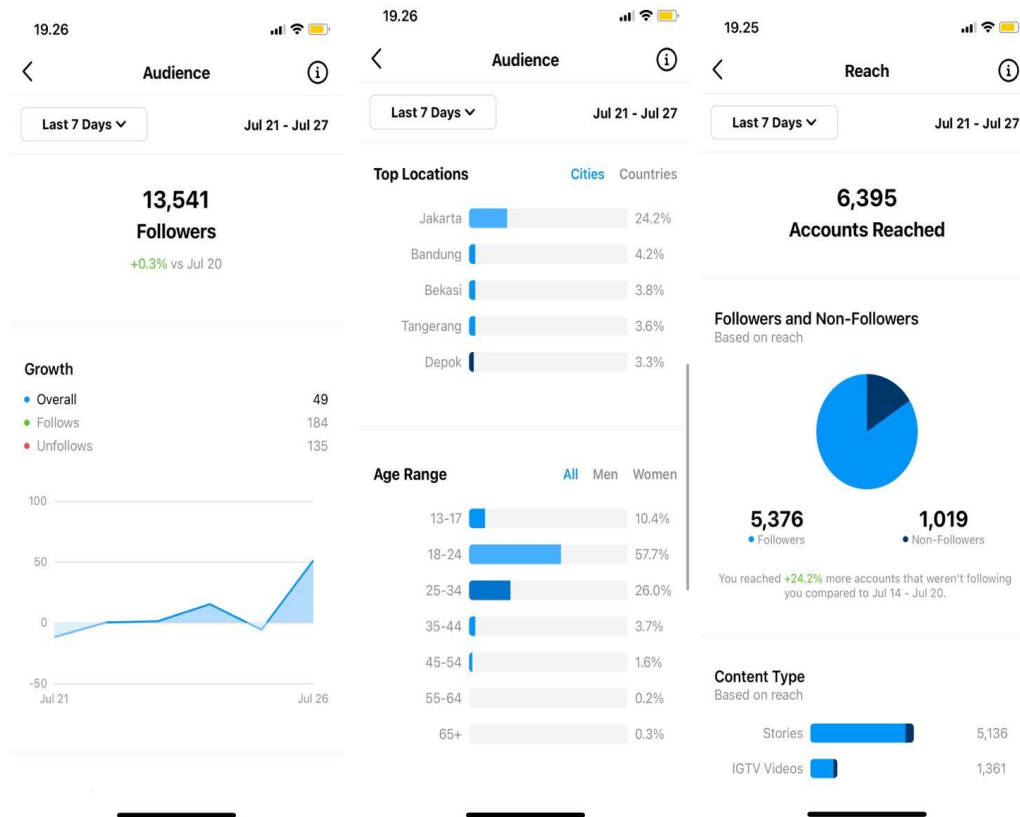 19.26
Audience
Last 7 Days
Jul 21 - Jul 27
13,541
Followers
+0.3% vs Jul 20
Growth
Overall 49
Follows 184
Unfollows 135
100
50
0
-50
Jul 21 Jul 26
19.26
Audience
Last 7 Days
Jul 21 - Jul 27
Top Locations Cities Countries
Jakarta 24.2%
Bandung 4.2%
Bekasi 3.8%
Tangerang 3.6%
Depok 3.3%
Age Range All Men Women
13-17 10.4%
18-24 57.7%
25-34 26.0%
35-44 3.7%
45-54 1.6%
55-64 0.2%
65+ 0.3%
19.25
Reach
Last 7 Days
Jul 21 - Jul 27
6,395
Accounts Reached
Followers and Non-Followers
Based on reach
5,376 1,019
Followers Non-Followers
You reached +24.2% more accounts that weren't following
you compared to Jul 14 - Jul 20.
Content Type
Based on reach
Stories 5,136
IGTV Videos 1,361